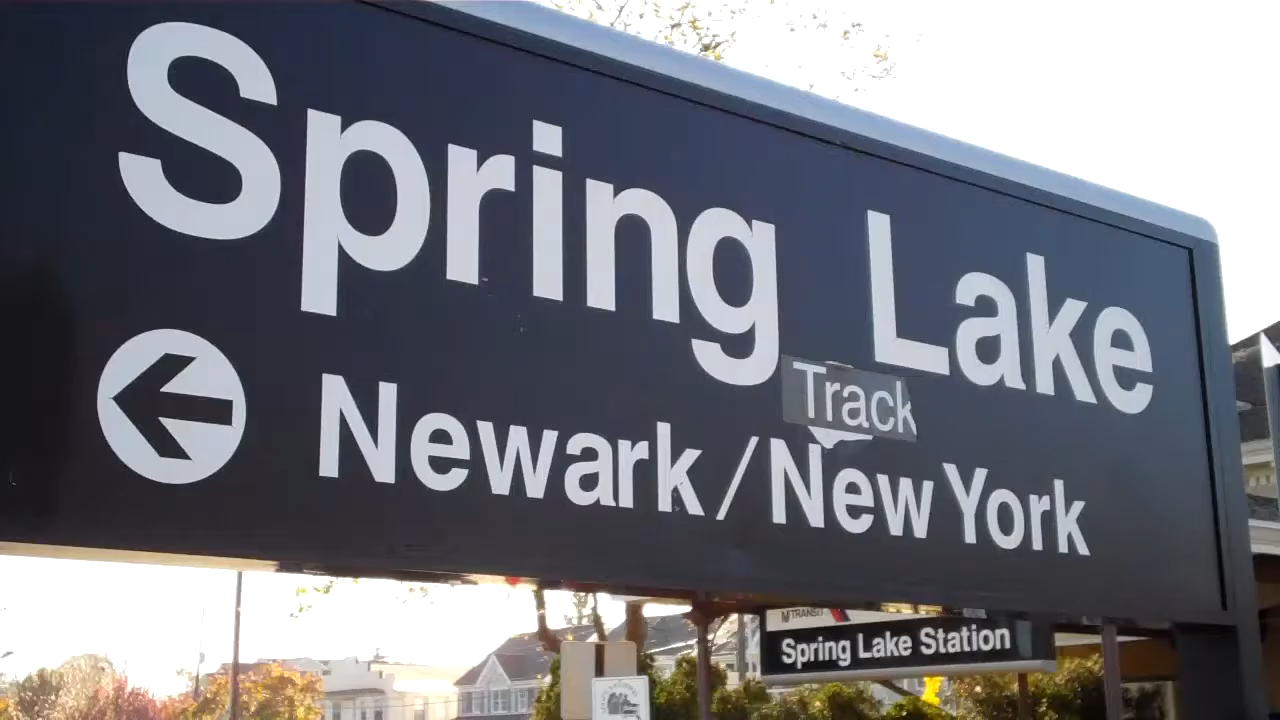 Spring Lake
Track
Newark/New York
NJ TRANSIT
Spring Lake Station